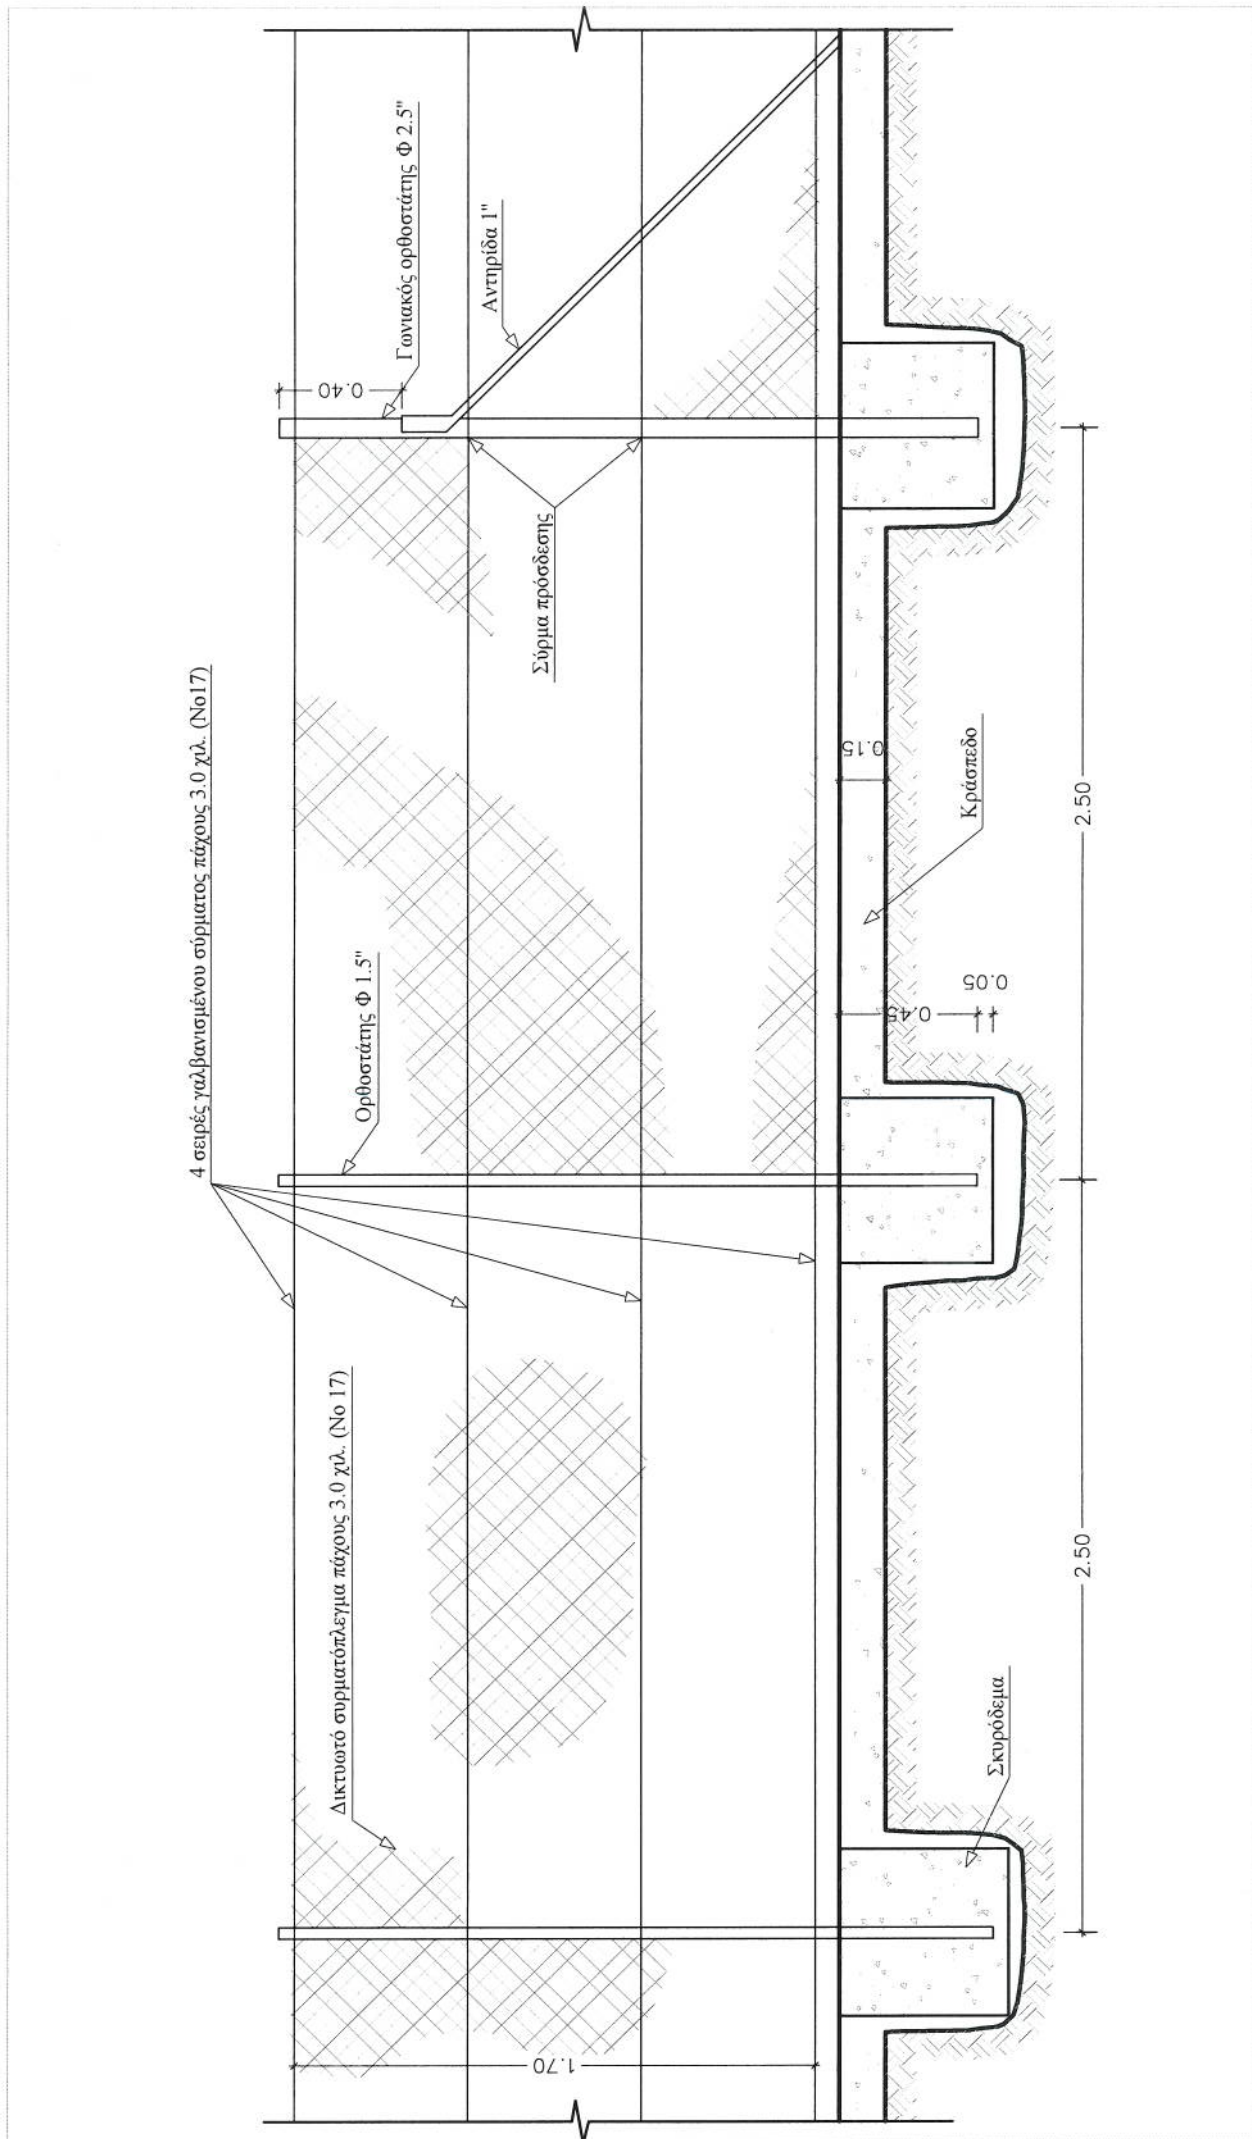 4 σειρές γαλβανισμένου σύρματος πάχους 3.0 χιλ. (Νο17)
Δικτυωτό συρματόπλεγμα πάχους 3.0 χιλ. (Νο 17)
Ορθοστάτης Φ 1.5"
Γωνιακός ορθοστάτης Φ 2.5"
0.40
Αντηρίδα 1"
Σύρμα πρόσδεσης
1.70
0.15
Κράσπεδο
0.45
0.05
Σκυρόδεμα
2.50
2.50